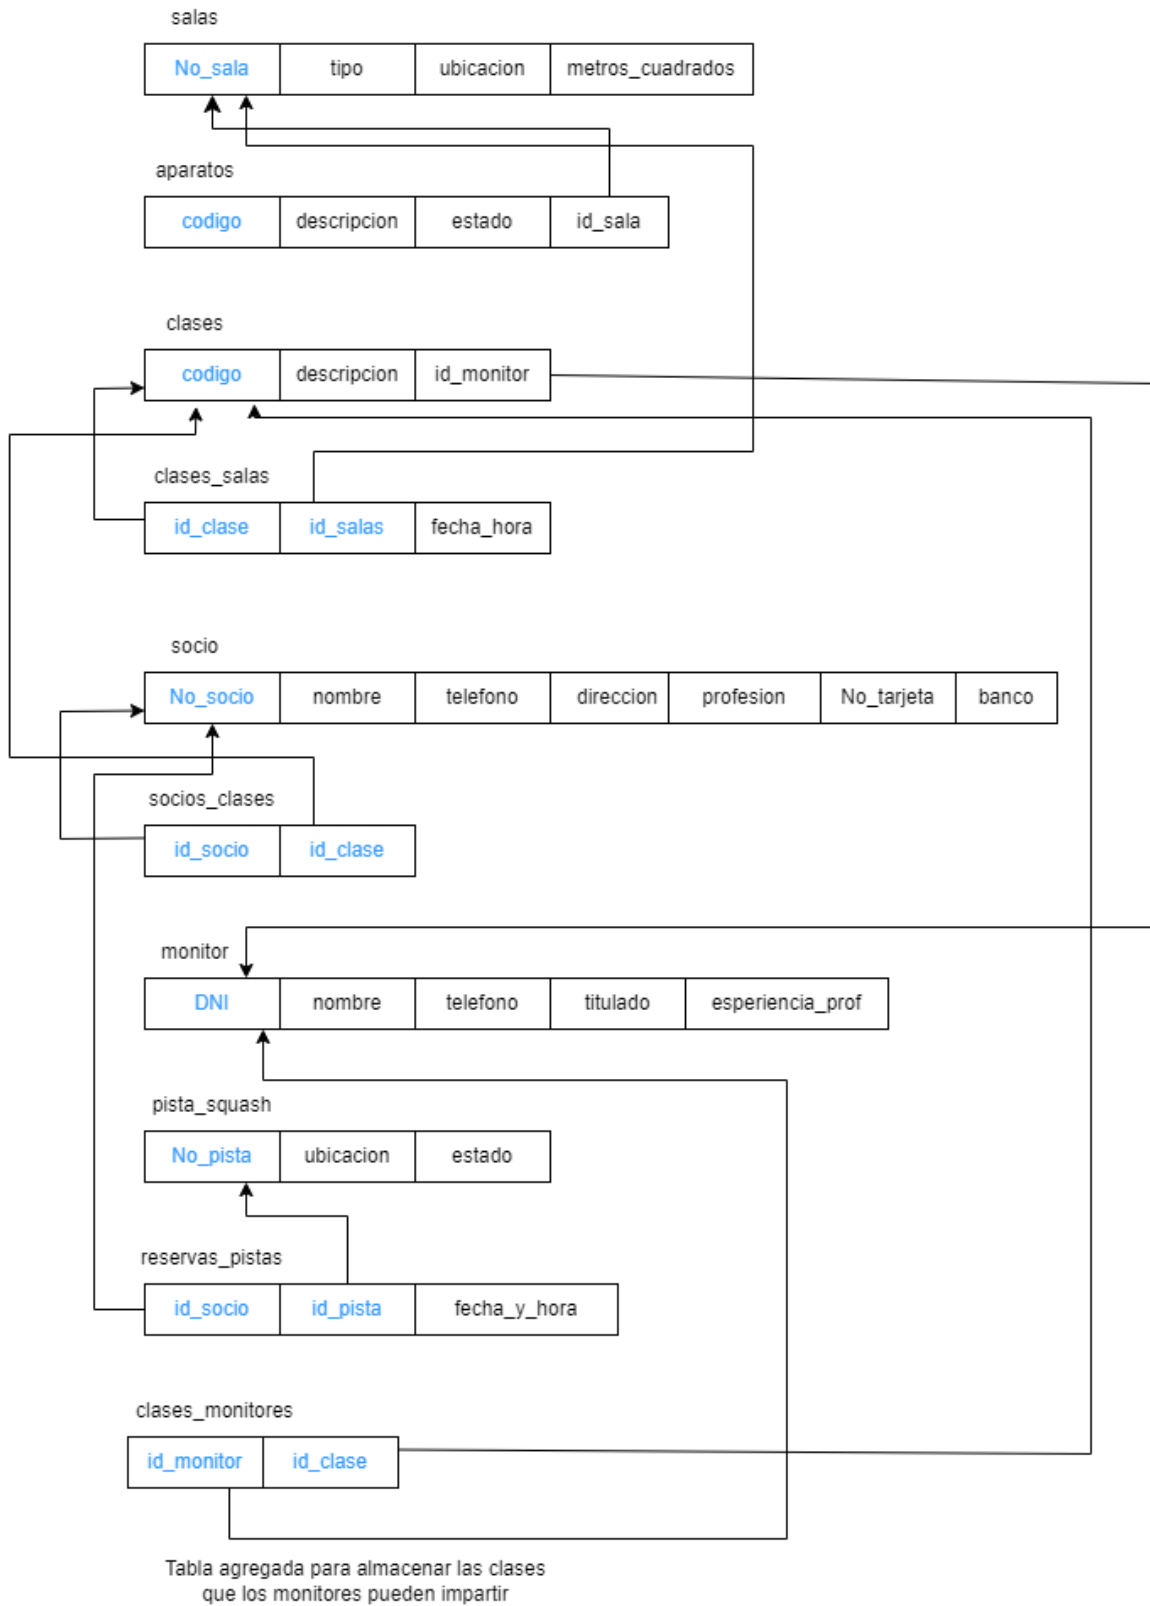 salas
No_sala tipo ubicacion metros_cuadrados
aparatos
codigo descripcion estado id_sala
clases
codigo descripcion id_monitor
clases_salas
id_clase id_salas fecha_hora
socio
No_socio nombre telefono direccion profesion No_tarjeta banco
socios_clases
id_socio id_clase
monitor
DNI nombre telefono titulado esperiencia_prof
pista_squash
No_pista ubicacion estado
reservas_pistas
id_socio id_pista fecha_y_hora
clases_monitores
id_monitor id_clase
Tabla agregada para almacenar las clases
que los monitores pueden impartir